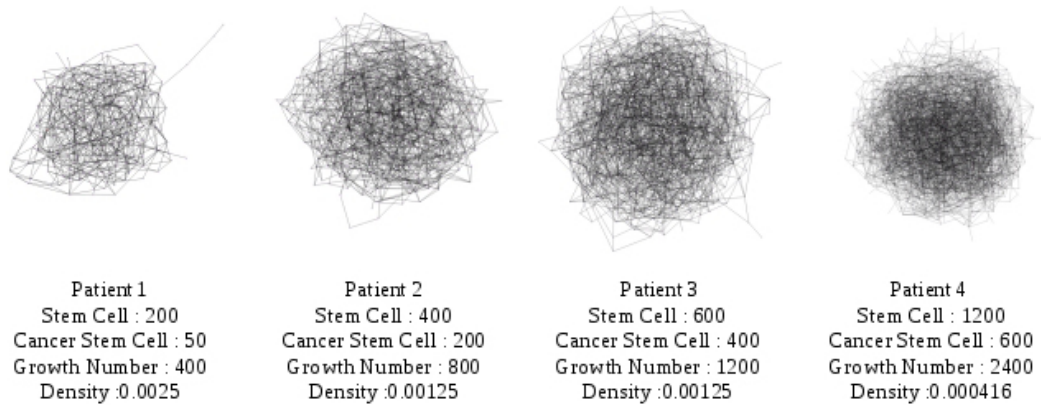 Patient 1
Stem Cell : 200
Cancer Stem Cell : 50
Growth Number : 400
Density :0.0025
Patient 2
Stem Cell : 400
Cancer Stem Cell : 200
Growth Number : 800
Density :0.00125
Patient 3
Stem Cell : 600
Cancer Stem Cell : 400
Growth Number : 1200
Density :0.00125
Patient 4
Stem Cell : 1200
Cancer Stem Cell : 600
Growth Number : 2400
Density :0.000416